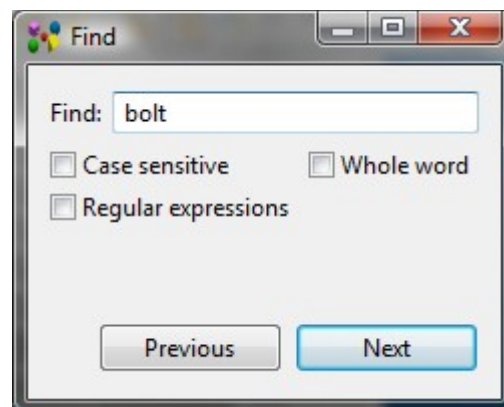 Find
Find: bolt
Case sensitive Whole word
Regular expressions
Previous Next